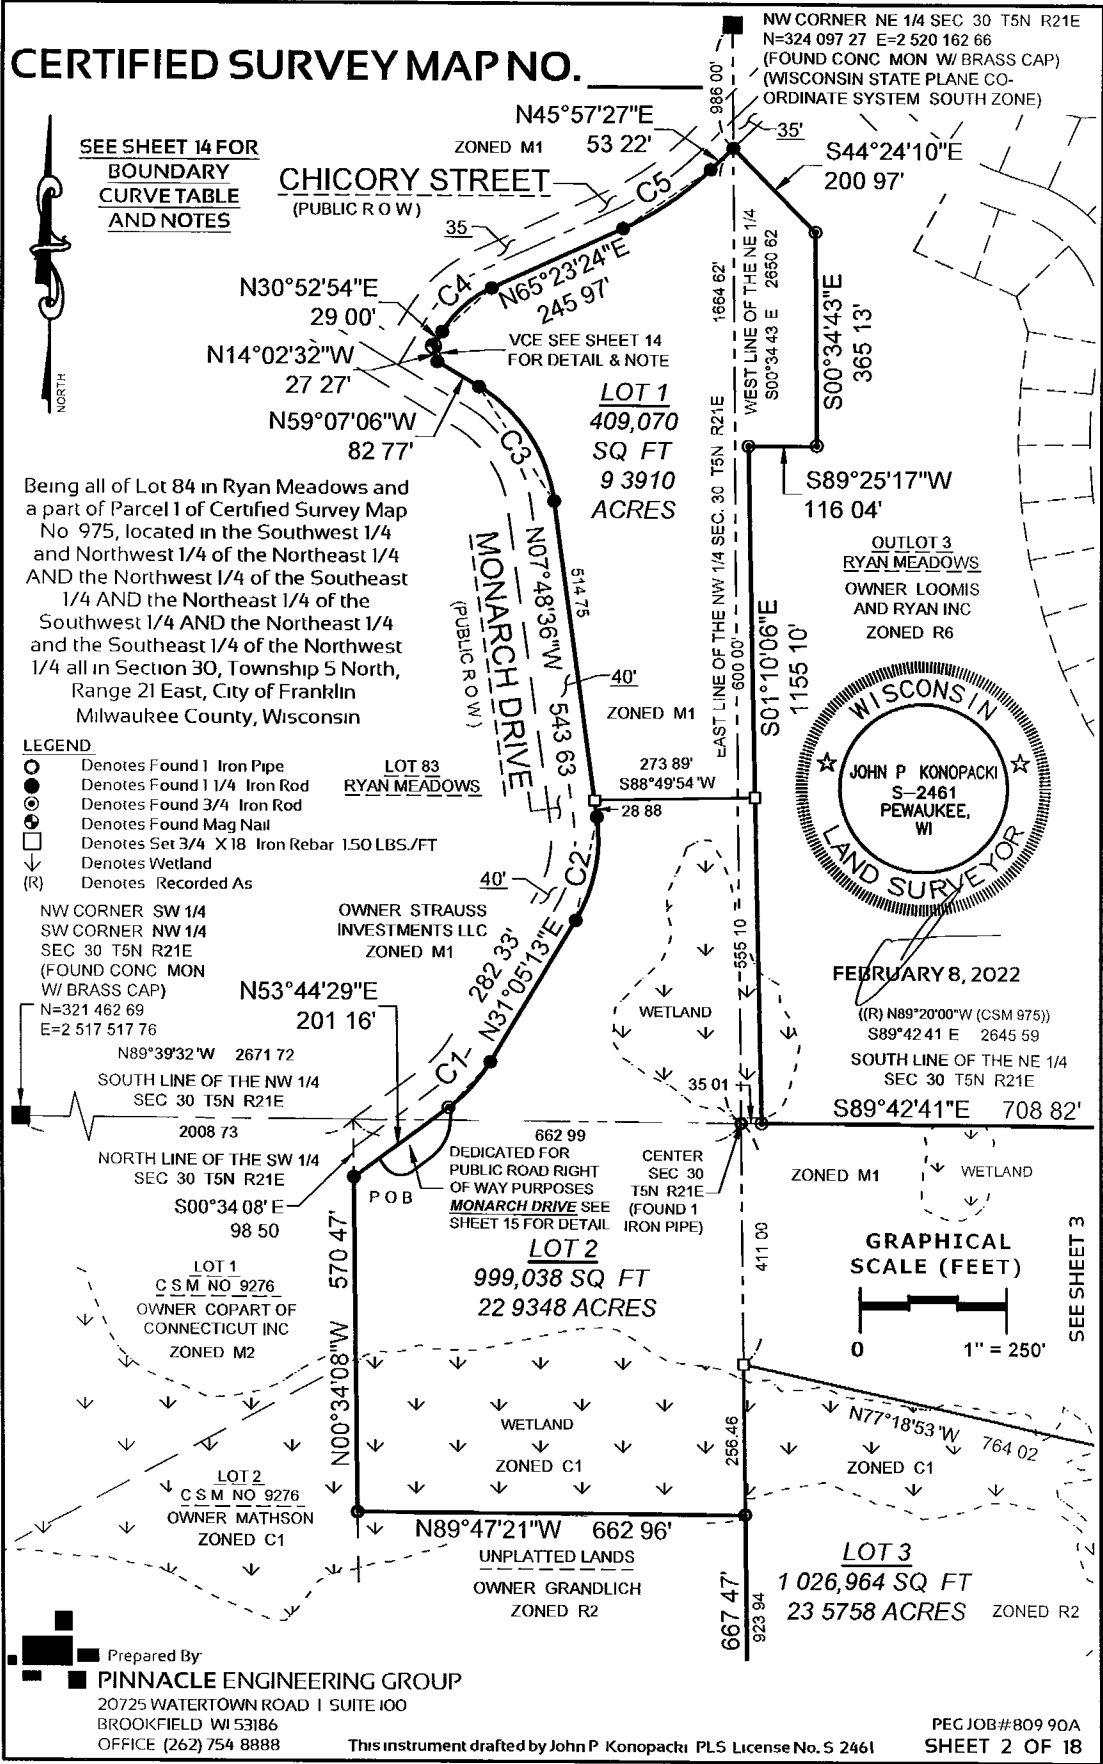 CERTIFIED SURVEY MAP NO.
NW CORNER NE 1/4 SEC 30 T5N R21E
N=324 097 27 E=2 520 162 66
(FOUND CONC MON W/ BRASS CAP)
(WISCONSIN STATE PLANE CO-
ORDINATE SYSTEM SOUTH ZONE)
986 00'
SEE SHEET 14 FOR
BOUNDARY
CURVE TABLE
AND NOTES
NORTH
ZONED M1
N45°57'27"E
53 22'
35'
S44°24'10"E
200 97'
CHICORY STREET
(PUBLIC R O W)
C5
35
C4
N65°23'24"E
245 97'
N30°52'54"E
29 00'
N14°02'32"W
27 27'
N59°07'06"W
82 77'
VCE SEE SHEET 14
FOR DETAIL & NOTE
1664 62'
WEST LINE OF THE NE 1/4
S00°34 43 E 2650 62
S00°34'43"E
365 13'
LOT 1
409,070
SQ FT
9 3910
ACRES
C3
S89°25'17"W
116 04'
Being all of Lot 84 in Ryan Meadows and
a part of Parcel 1 of Certified Survey Map
No 975, located in the Southwest 1/4
and Northwest 1/4 of the Northeast 1/4
AND the Northwest 1/4 of the Southeast
1/4 AND the Northeast 1/4 of the
Southwest 1/4 AND the Northeast 1/4
and the Southeast 1/4 of the Northwest
1/4 all in Section 30, Township 5 North,
Range 21 East, City of Franklin
Milwaukee County, Wisconsin
MONARCH DRIVE
(PUBLIC R O W)
N07°48'36"W 543 63
514 75
40'
ZONED M1
EAST LINE OF THE NW 1/4 SEC. 30 T5N R21E
600 00'
S01°10'06"E
1155 10'
OUTLOT 3
RYAN MEADOWS
OWNER LOOMIS
AND RYAN INC
ZONED R6
WISCONSIN
JOHN P KONOPACKI
S-2461
PEWAUKEE,
WI
LAND SURVEYOR
FEBRUARY 8, 2022
LEGEND
Denotes Found 1 Iron Pipe
Denotes Found 1 1/4 Iron Rod
Denotes Found 3/4 Iron Rod
Denotes Found Mag Nail
Denotes Set 3/4 X 18 Iron Rebar 1.50 LBS./FT
Denotes Wetland
(R) Denotes Recorded As
LOT 83
RYAN MEADOWS
273 89'
S88°49'54 'W
28 88
C2
40'
OWNER STRAUSS
INVESTMENTS LLC
ZONED M1
NW CORNER SW 1/4
SW CORNER NW 1/4
SEC 30 T5N R21E
(FOUND CONC MON
W/ BRASS CAP)
N=321 462 69
E=2 517 517 76
N53°44'29"E
201 16'
282 33'
N31°05'13"E
C1
WETLAND
555 10
((R) N89°20'00"W (CSM 975))
S89°42 41 E 2645 59
SOUTH LINE OF THE NE 1/4
SEC 30 T5N R21E
N89°39'32'W 2671 72
SOUTH LINE OF THE NW 1/4
SEC 30 T5N R21E
35 01
S89°42'41"E 708 82'
2008 73
662 99
NORTH LINE OF THE SW 1/4
SEC 30 T5N R21E
S00°34 08' E
98 50
P O B
DEDICATED FOR
PUBLIC ROAD RIGHT
OF WAY PURPOSES
MONARCH DRIVE SEE
SHEET 15 FOR DETAIL
CENTER
SEC 30
T5N R21E
(FOUND 1
IRON PIPE)
ZONED M1
WETLAND
LOT 2
999,038 SQ FT
22 9348 ACRES
411 00
GRAPHICAL
SCALE (FEET)
0 1" = 250'
SEE SHEET 3
LOT 1
C S M NO 9276
OWNER COPART OF
CONNECTICUT INC
ZONED M2
N00°34'08"W 570 47'
WETLAND
ZONED C1
256.46
N77°18'53 'W 764 02
ZONED C1
LOT 2
C S M NO 9276
OWNER MATHSON
ZONED C1
N89°47'21"W 662 96'
UNPLATTED LANDS
OWNER GRANDLICH
ZONED R2
667 47'
923 94
LOT 3
1 026,964 SQ FT
23 5758 ACRES
ZONED R2
Prepared By
PINNACLE ENGINEERING GROUP
20725 WATERTOWN ROAD | SUITE 100
BROOKFIELD WI 53186
OFFICE (262) 754 8888
This instrument drafted by John P Konopacki PLS License No. S 2461
PEG JOB#809 90A
SHEET 2 OF 18